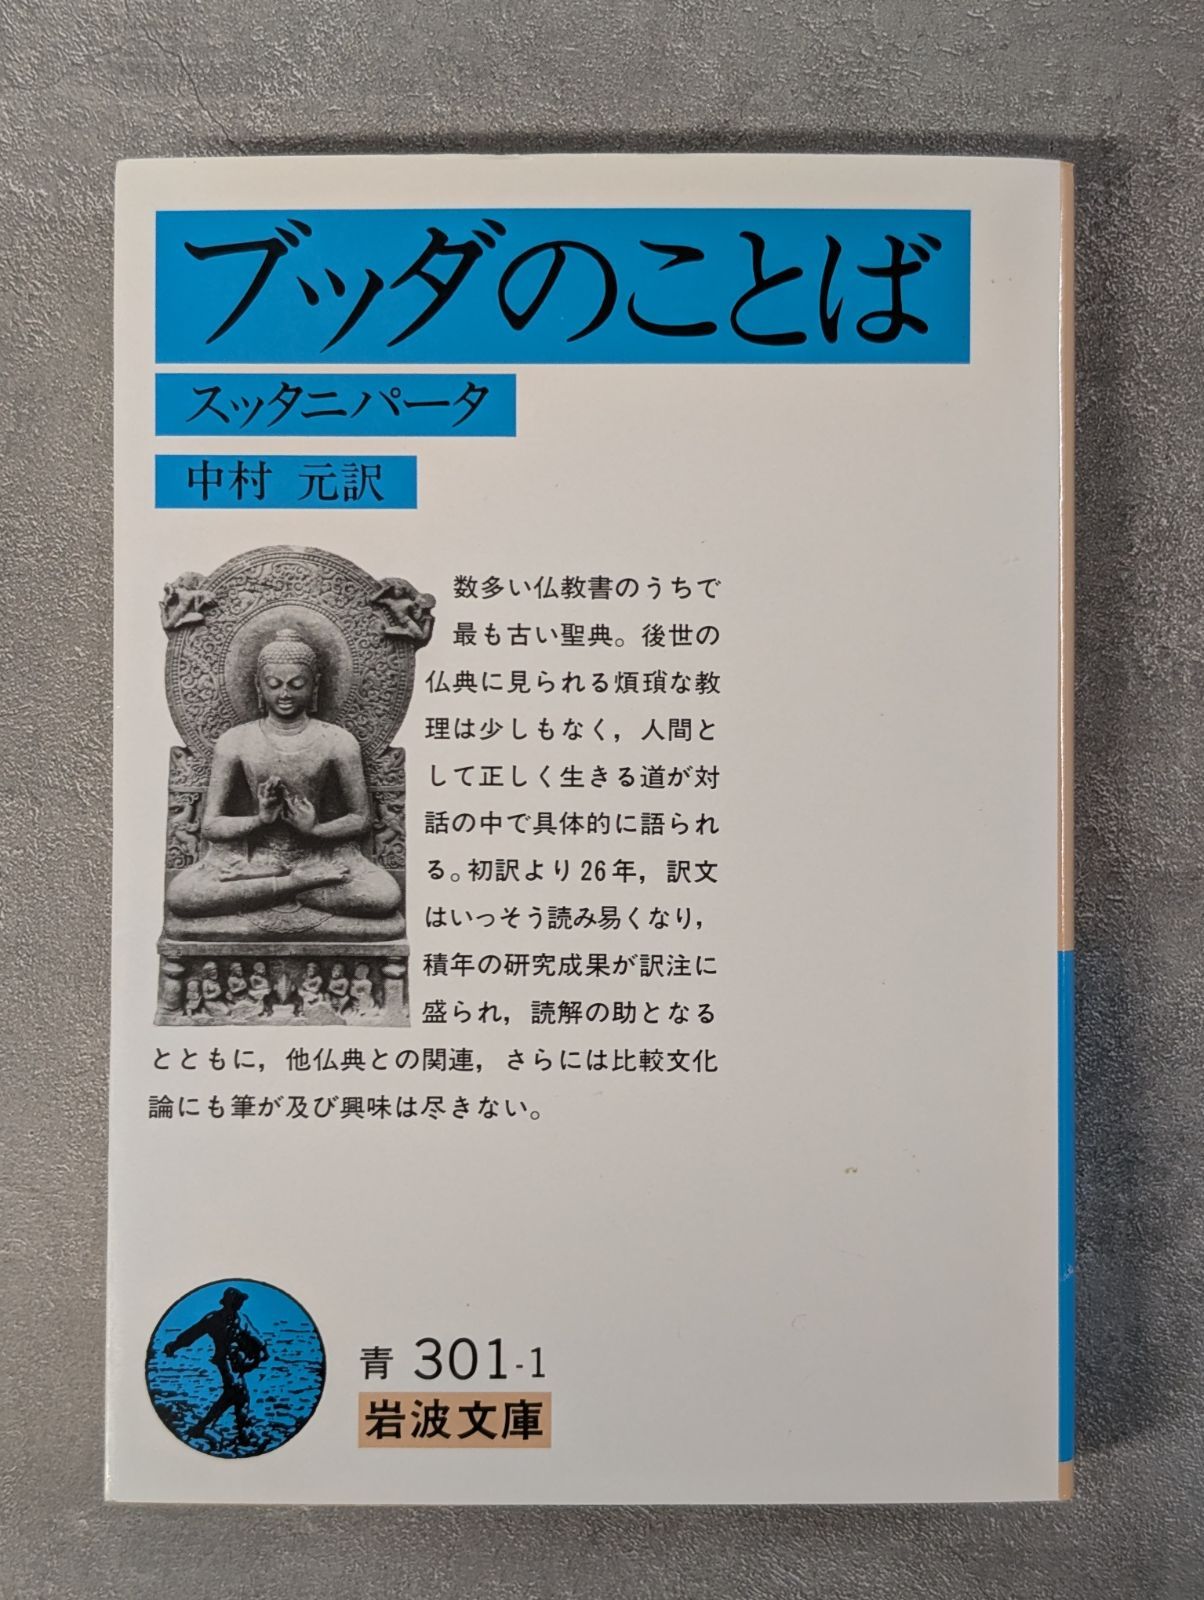 ブッダのことば
スッタニパータ
中村 元訳
数多い仏教書のうちで
最も古い聖典。後世の
仏典に見られる煩瑣な教
理は少しもなく，人間と
して正しく生きる道が対
話の中で具体的に語られ
る。初訳より26年，訳文
はいっそう読み易くなり，
積年の研究成果が訳注に
盛られ，読解の助となる
とともに，他仏典との関連，さらには比較文化
論にも筆が及び興味は尽きない。
青 301-1
岩波文庫